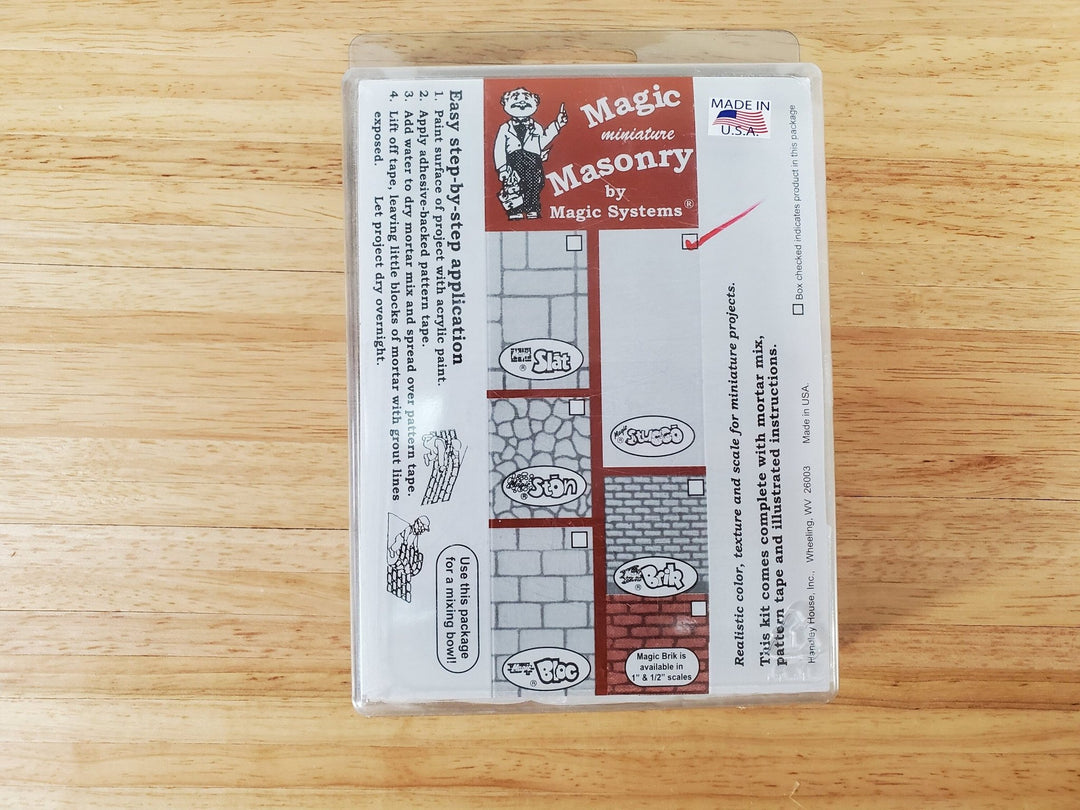 Magic
miniature
Masonry
by
Magic Systems®
MADE IN
U.S.A.
Easy step-by-step application
1. Paint surface of project with acrylic paint.
2. Apply adhesive-backed pattern tape.
3. Add water to dry mortar mix and spread over pattern tape.
4. Lift off tape, leaving little blocks of mortar with grout lines
exposed. Let project dry overnight.
Use this package
for a mixing bowl!
Slāt®
Stōn®
Magic Bloc®
Magic Stuccō
Brik
Magic Brik is
available in
1" & 1/2" scales
Realistic color, texture and scale for miniature projects.
This kit comes complete with mortar mix,
pattern tape and illustrated instructions.
Box checked indicates product in this package
Handley House, Inc., Wheeling, WV 26003 Made in USA.